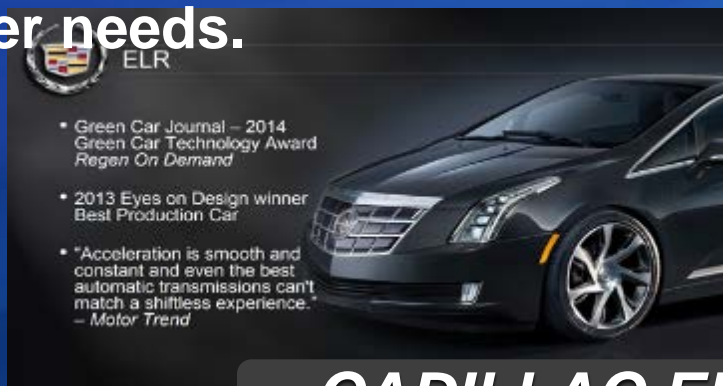 er needs.
ELR
• Green Car Journal – 2014
Green Car Technology Award
Regen On Demand
• 2013 Eyes on Design winner
Best Production Car
• "Acceleration is smooth and
constant and even the best
automatic transmissions can't
match a shiftless experience."
– Motor Trend
CADILLAC EL